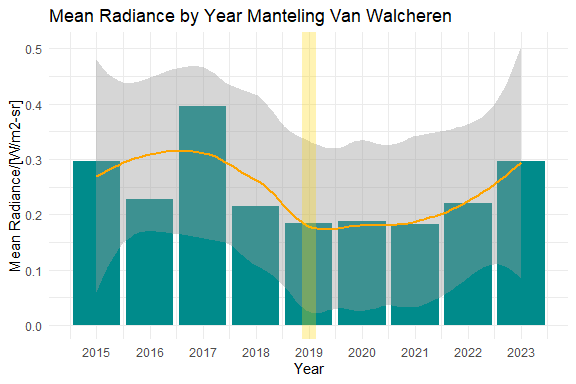 Mean Radiance by Year Manteling Van Walcheren
Mean Radiance/[W/m2-sr]
0.5
0.4
0.3
0.2
0.1
0.0
2015 2016 2017 2018 2019 2020 2021 2022 2023
Year